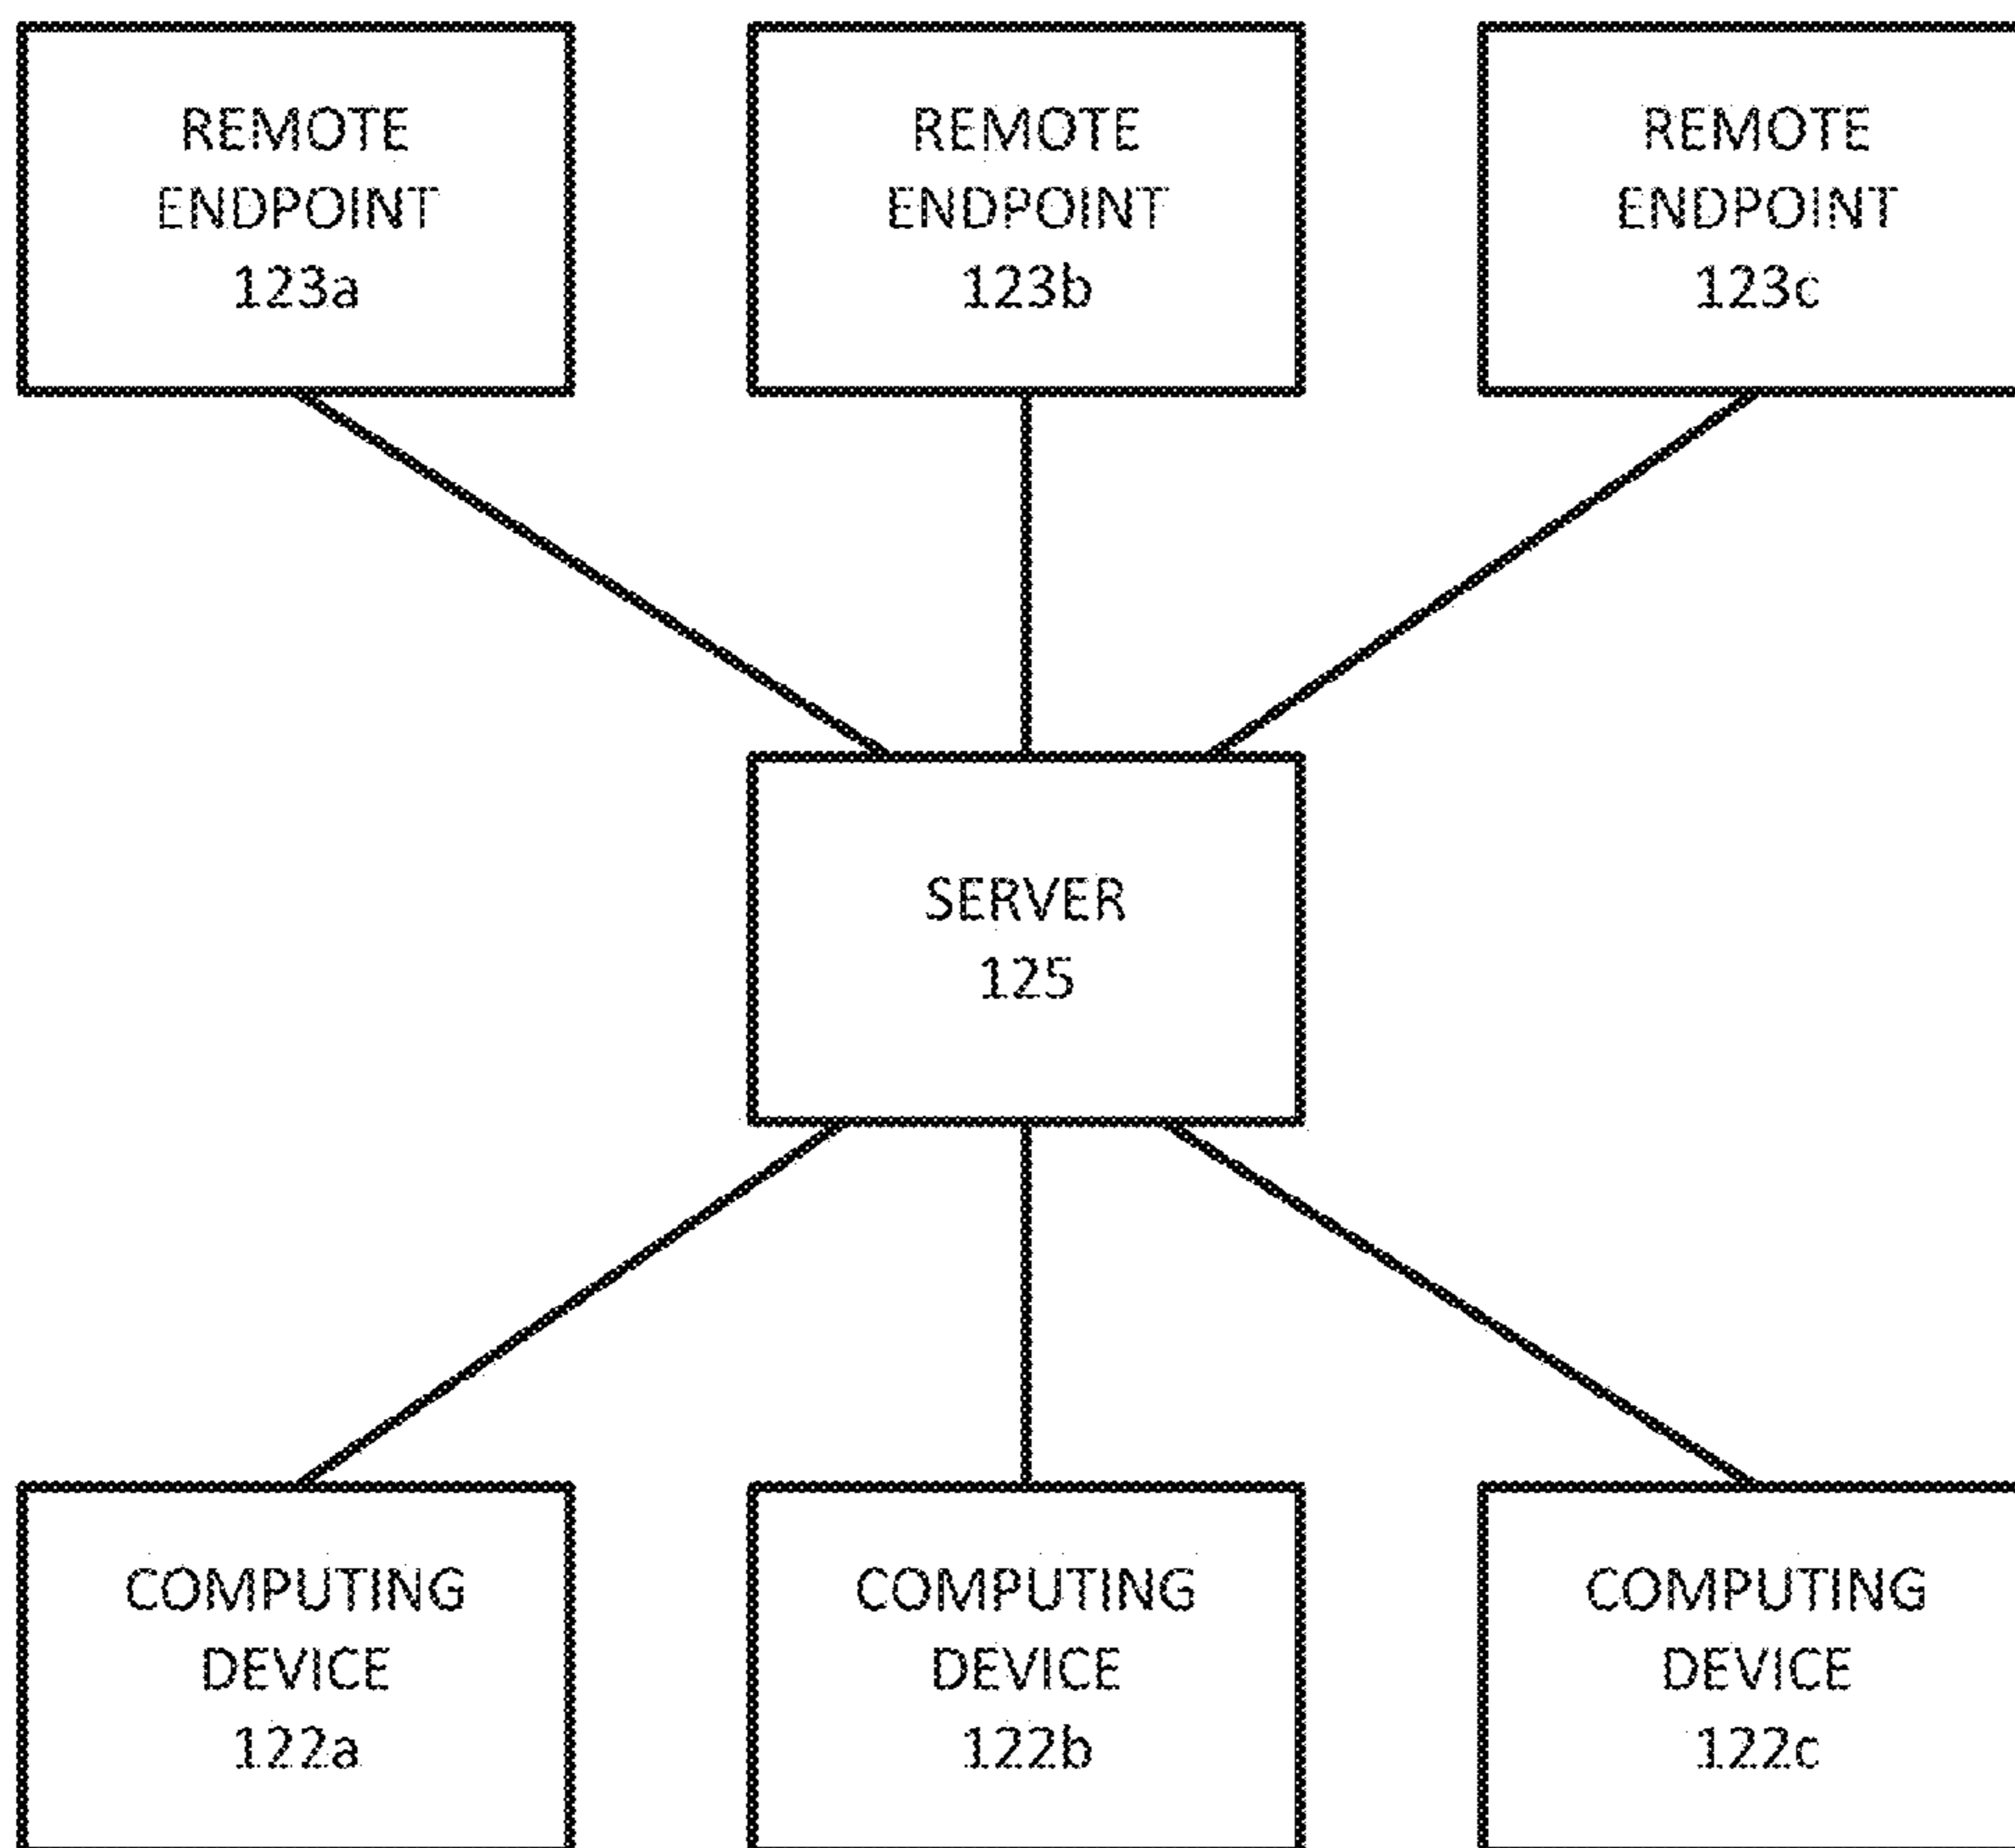 REMOTE
ENDPOINT
123a
REMOTE
ENDPOINT
123b
REMOTE
ENDPOINT
123c
SERVER
125
COMPUTING
DEVICE
122a
COMPUTING
DEVICE
122b
COMPUTING
DEVICE
122c